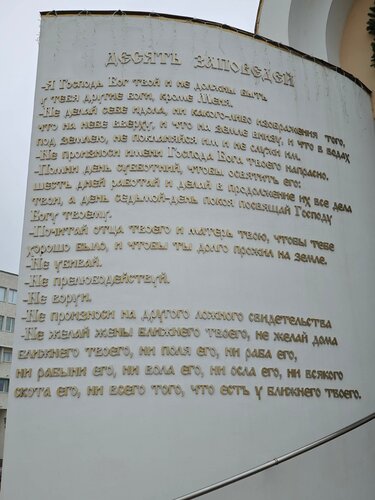 Десять заповедей
-Я Господь Бог твой и не должны быть
у тебя другие боги, кроме Меня.
-Не делай себе идола, ни какого-либо изображения того,
что на небе вверху, и что на земле внизу, и что в водах
под землею, не поклоняйся им и не служи им.
-Не произноси имени Господа Бога твоего напрасно.
-Помни день субботний, чтобы освятить его:
шесть дней работай и делай в продолжение их все дела
твои, а день седьмой-день покоя посвящай Господу
Богу твоему.
-Почитай отца твоего и матерь твою, чтобы тебе
хорошо было, и чтобы ты долго прожил на земле.
-Не убивай.
-Не прелюбодействуй.
-Не воруй.
-Не произноси на другого ложного свидетельства
-Не желай жены ближнего твоего, не желай дома
ближнего твоего, ни поля его, ни раба его,
ни рабыни его, ни вола его, ни осла его, ни всякого
скота его, ни всего того, что есть у ближнего твоего.